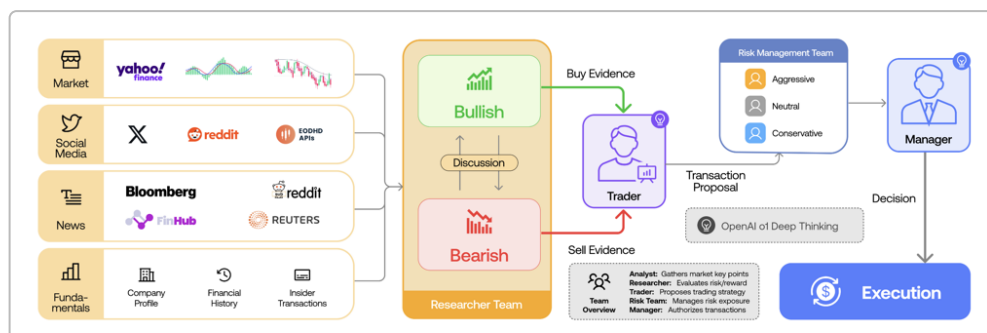 Market
yahoo!
finance
Social
Media
X
reddit
EODHD
APIs
News
Bloomberg
reddit
FinHub
REUTERS
Funda-
mentals
Company
Profile
Financial
History
Insider
Transactions
Bullish
Discussion
Bearish
Researcher Team
Buy Evidence
Sell Evidence
Trader
Transaction
Proposal
Risk Management Team
Aggressive
Neutral
Conservative
Manager
Decision
OpenAI o1 Deep Thinking
Team
Overview
Analyst: Gathers market key points
Researcher: Evaluates risk/reward
Trader: Proposes trading strategy
Risk Team: Manages risk exposure
Manager: Authorizes transactions
$ Execution